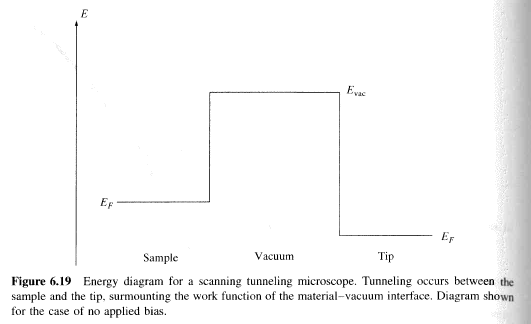 E
E_vac
E_F
E_F
Sample Vacuum Tip
Figure 6.19 Energy diagram for a scanning tunneling microscope. Tunneling occurs between the
sample and the tip, surmounting the work function of the material–vacuum interface. Diagram shown
for the case of no applied bias.